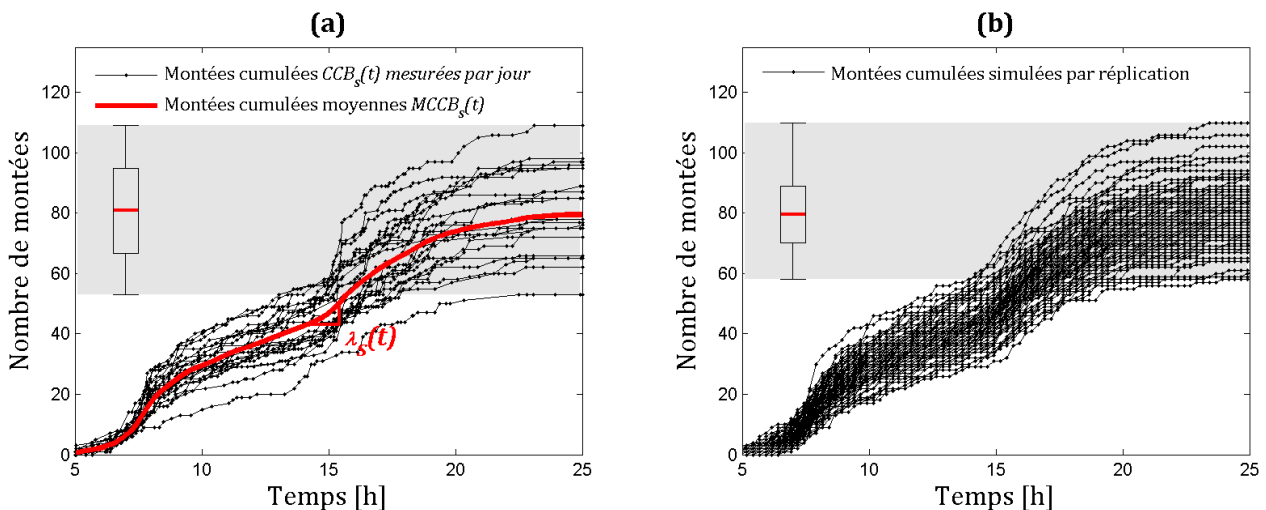 (a)
Montées cumulées CCBs(t) mesurées par jour
Montées cumulées moyennes MCCBs(t)
Nombre de montées
120
100
80
60
40
20
0
λs(t)
5 10 15 20 25
Temps [h]
(b)
Montées cumulées simulées par réplication
Nombre de montées
120
100
80
60
40
20
0
5 10 15 20 25
Temps [h]